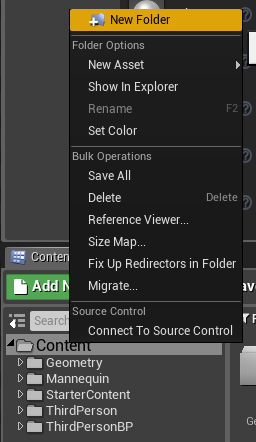 New Folder
Folder Options
New Asset
Show In Explorer
Rename F2
Set Color
Bulk Operations
Save All
Delete Delete
Reference Viewer...
Size Map...
Fix Up Redirectors in Folder
Migrate...
Source Control
Connect To Source Control
Conten
Add N
Search
Content
Geometry
Mannequin
StarterContent
ThirdPerson
ThirdPersonBP